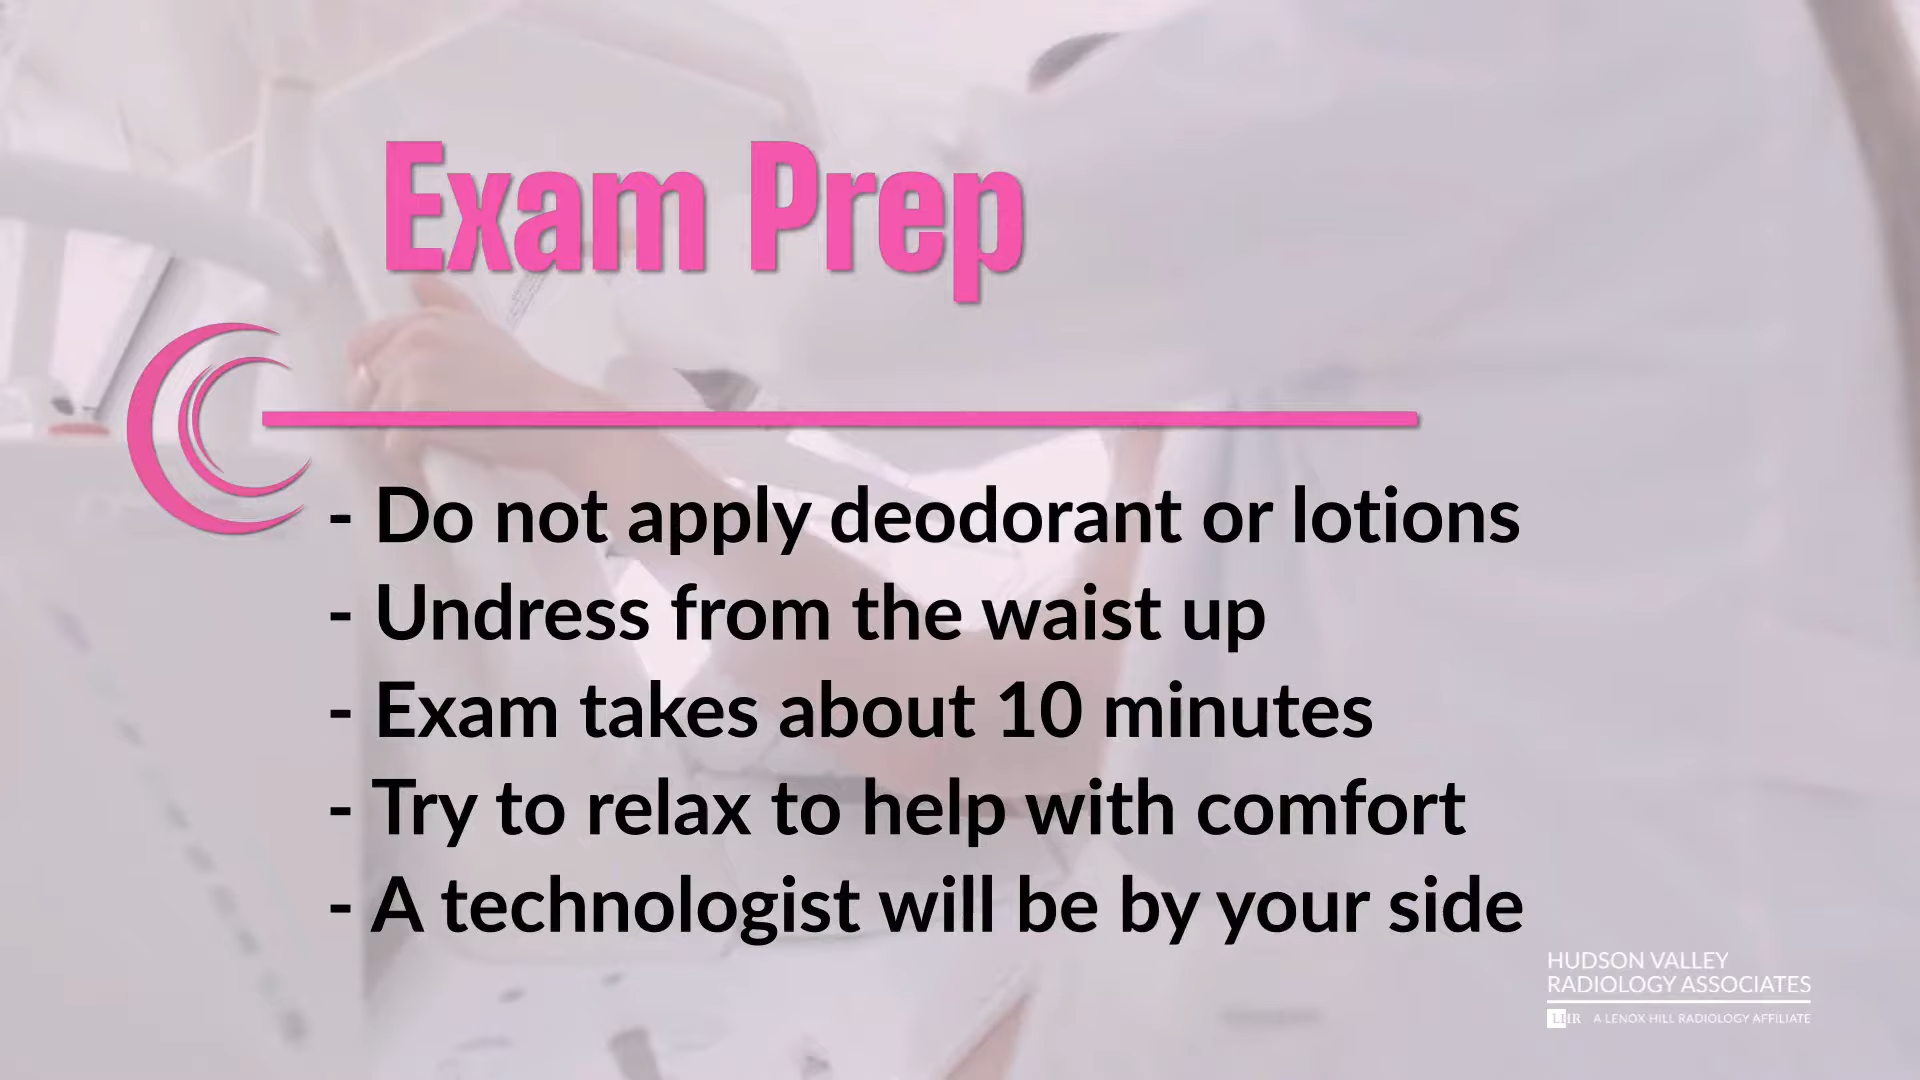 Exam Prep
- Do not apply deodorant or lotions
- Undress from the waist up
- Exam takes about 10 minutes
- Try to relax to help with comfort
- A technologist will be by your side
HUDSON VALLEY
RADIOLOGY ASSOCIATES
LHR A LENOX HILL RADIOLOGY AFFILIATE